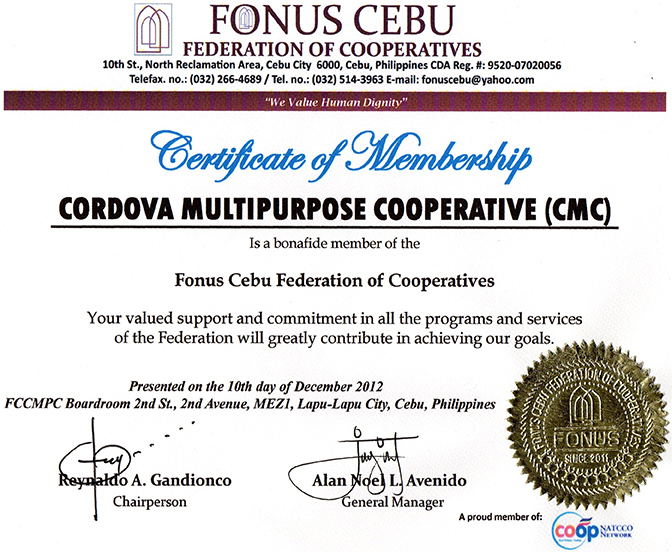 FONUS CEBU
FEDERATION OF COOPERATIVES
10th St., North Reclamation Area, Cebu City 6000, Cebu, Philippines CDA Reg. #: 9520-07020056
Telefax. no.: (032) 266-4689 / Tel. no.: (032) 514-3963 E-mail: fonuscebu@yahoo.com
"We Value Human Dignity"
Certificate of Membership
CORDOVA MULTIPURPOSE COOPERATIVE (CMC)
Is a bonafide member of the
Fonus Cebu Federation of Cooperatives
Your valued support and commitment in all the programs and services
of the Federation will greatly contribute in achieving our goals.
Presented on the 10th day of December 2012
FCCMPC Boardroom 2nd St., 2nd Avenue, MEZ1, Lapu-Lapu City, Cebu, Philippines
Reynaldo A. Gandionco
Chairperson
Alan Noel L. Avenido
General Manager
FONUS CEBU FEDERATION OF COOPERATIVES
FONUS
SINCE 2011
A proud member of:
coop NATCCO
NETWORK